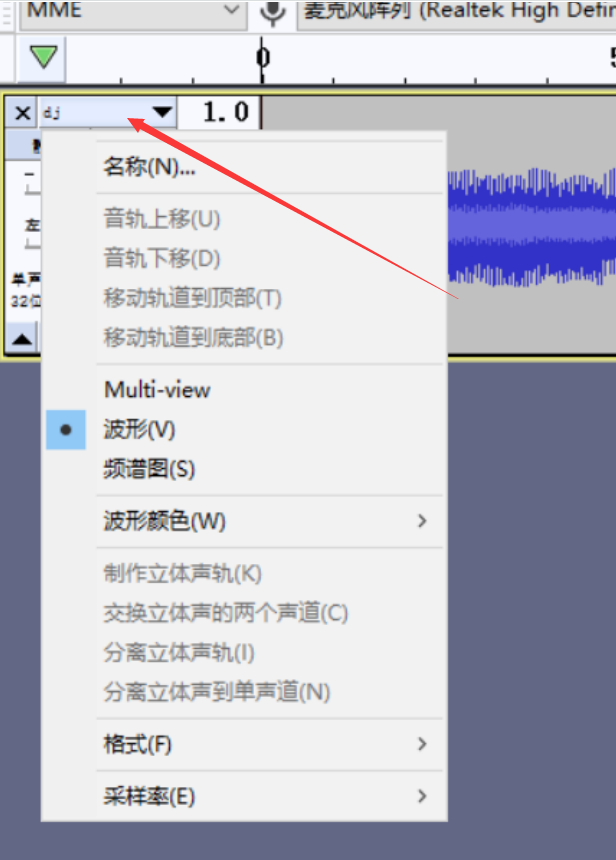 MME
麦克风阵列 (Realtek High Defin
0
dj
1.0
左
单声
32位
名称(N)...
音轨上移(U)
音轨下移(D)
移动轨道到顶部(T)
移动轨道到底部(B)
Multi-view
波形(V)
频谱图(S)
波形颜色(W)
制作立体声轨(K)
交换立体声的两个声道(C)
分离立体声轨(I)
分离立体声到单声道(N)
格式(F)
采样率(E)